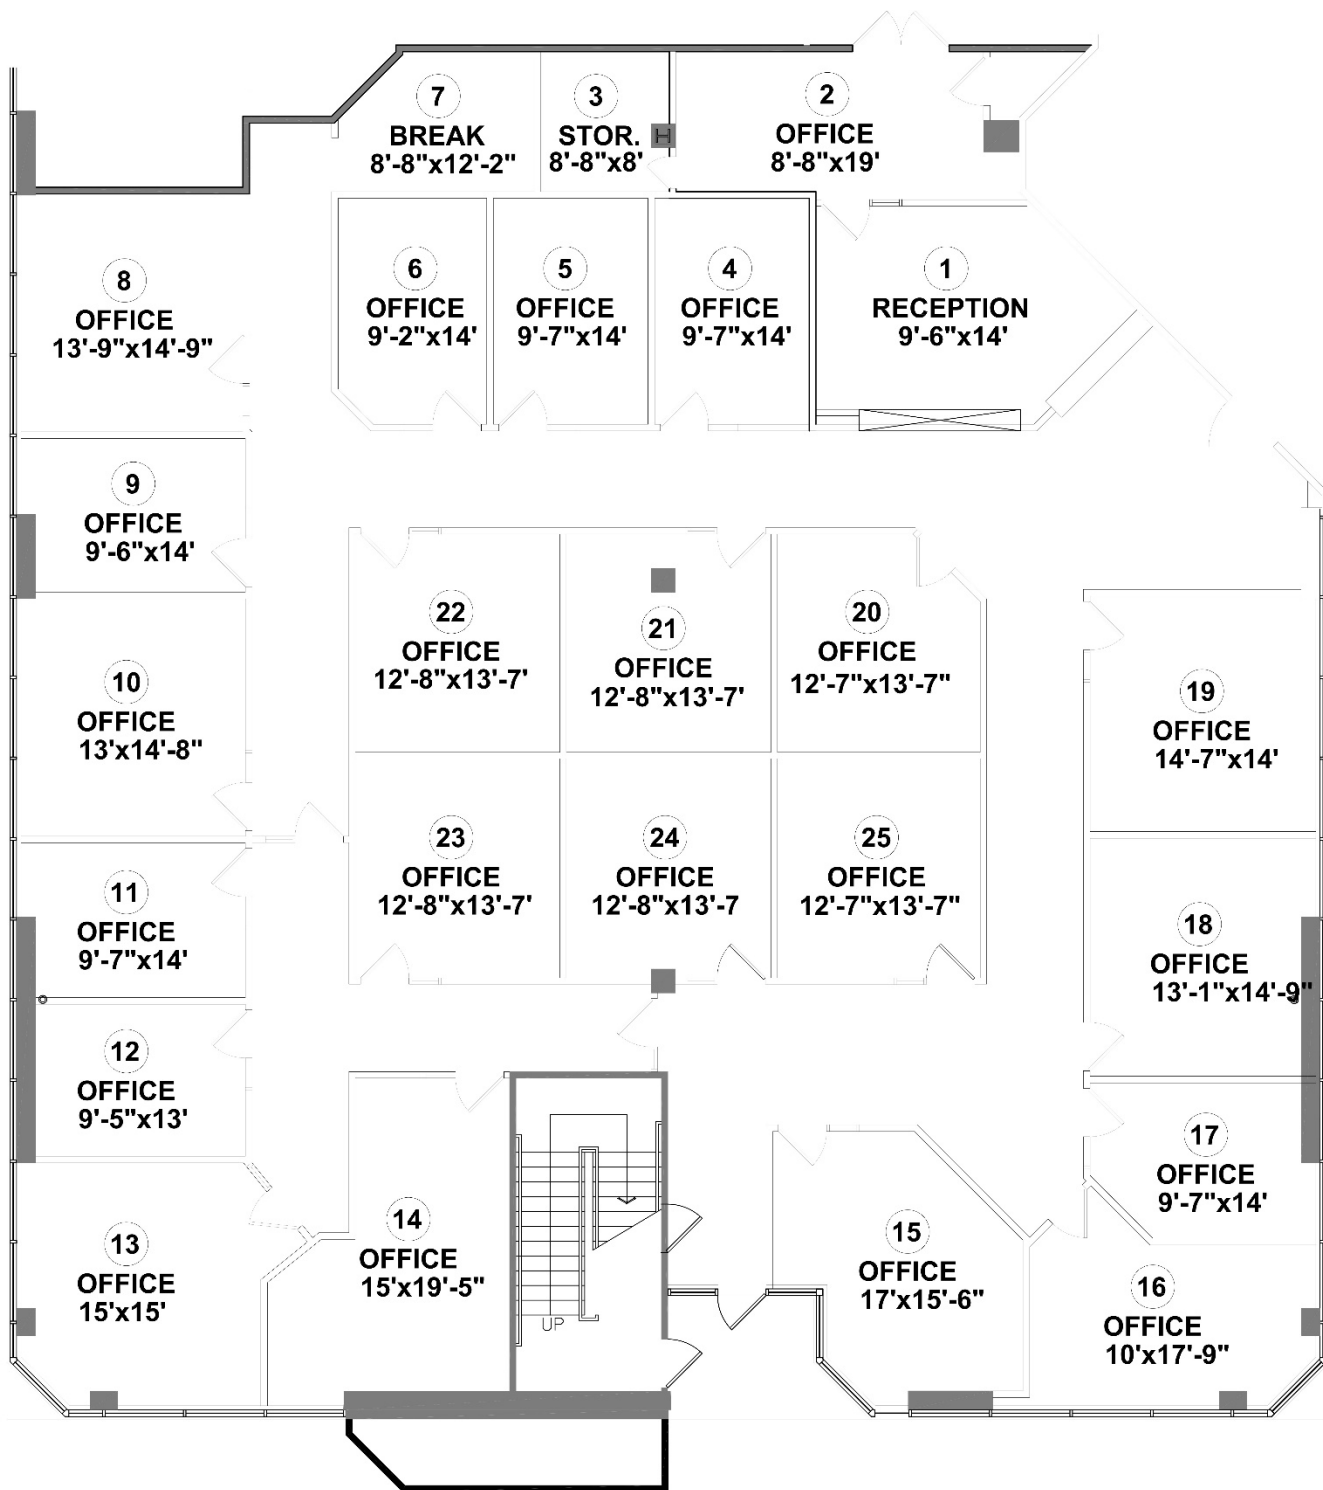 7
BREAK
8'-8"x12'-2"
3
STOR.
8'-8"x8'
H
2
OFFICE
8'-8"x19'
8
OFFICE
13'-9"x14'-9"
6
OFFICE
9'-2"x14'
5
OFFICE
9'-7"x14'
4
OFFICE
9'-7"x14'
1
RECEPTION
9'-6"x14'
9
OFFICE
9'-6"x14'
22
OFFICE
12'-8"x13'-7'
21
OFFICE
12'-8"x13'-7'
20
OFFICE
12'-7"x13'-7"
10
OFFICE
13'x14'-8"
19
OFFICE
14'-7"x14'
23
OFFICE
12'-8"x13'-7'
24
OFFICE
12'-8"x13'-7
25
OFFICE
12'-7"x13'-7"
11
OFFICE
9'-7"x14'
18
OFFICE
13'-1"x14'-9"
12
OFFICE
9'-5"x13'
17
OFFICE
9'-7"x14'
13
OFFICE
15'x15'
14
OFFICE
15'x19'-5"
UP
15
OFFICE
17'x15'-6"
16
OFFICE
10'x17'-9"